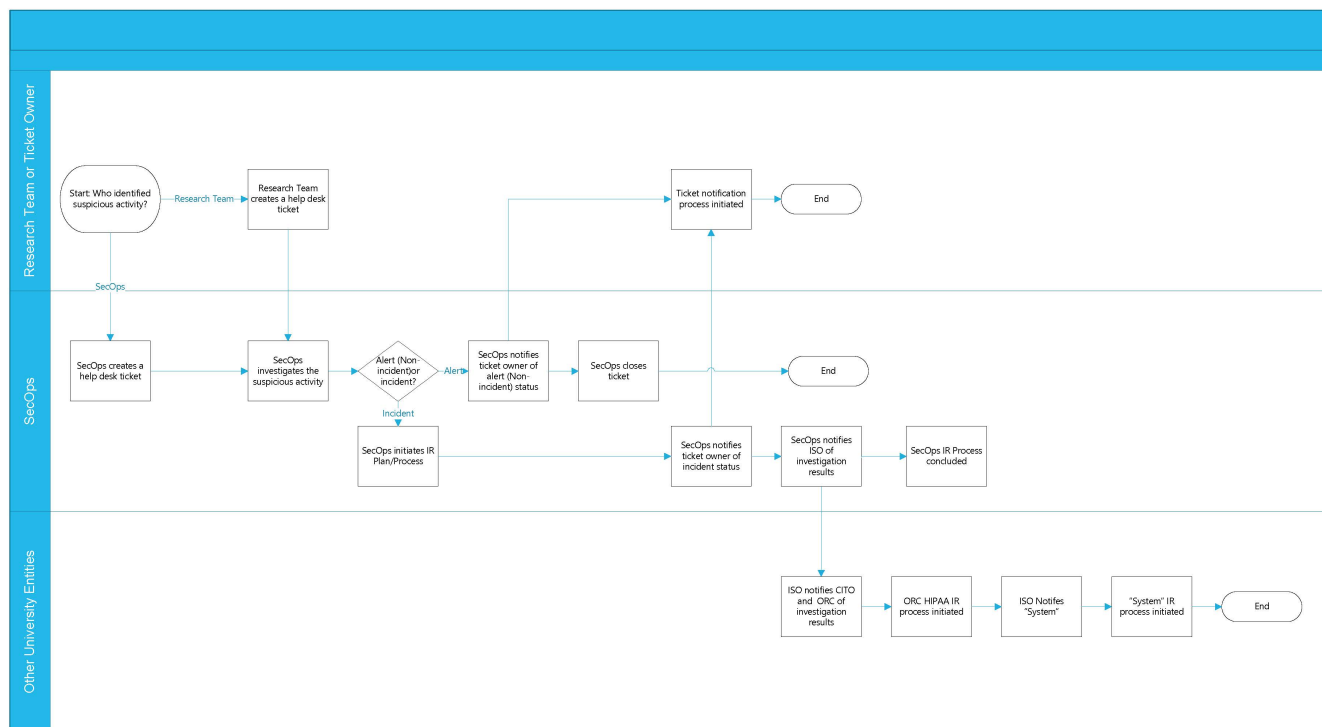 Research Team or Ticket Owner
Start: Who identified
suspicious activity?
Research Team
Research Team
creates a help desk
ticket
Ticket notification
process initiated
End
SecOps
SecOps
SecOps creates a
help desk ticket
SecOps
investigates the
suspicious activity
Alert (Non-
incident)or
incident?
Alert
SecOps notifies
ticket owner of
alert (Non-
incident) status
SecOps closes
ticket
End
Incident
SecOps initiates IR
Plan/Process
SecOps notifies
ticket owner of
incident status
SecOps notifies
ISO of
investigation
results
SecOps IR Process
concluded
Other University Entities
ISO notifies CITO
and ORC of
investigation
results
ORC HIPAA IR
process initiated
ISO Notifes
“System”
“System” IR
process initiated
End